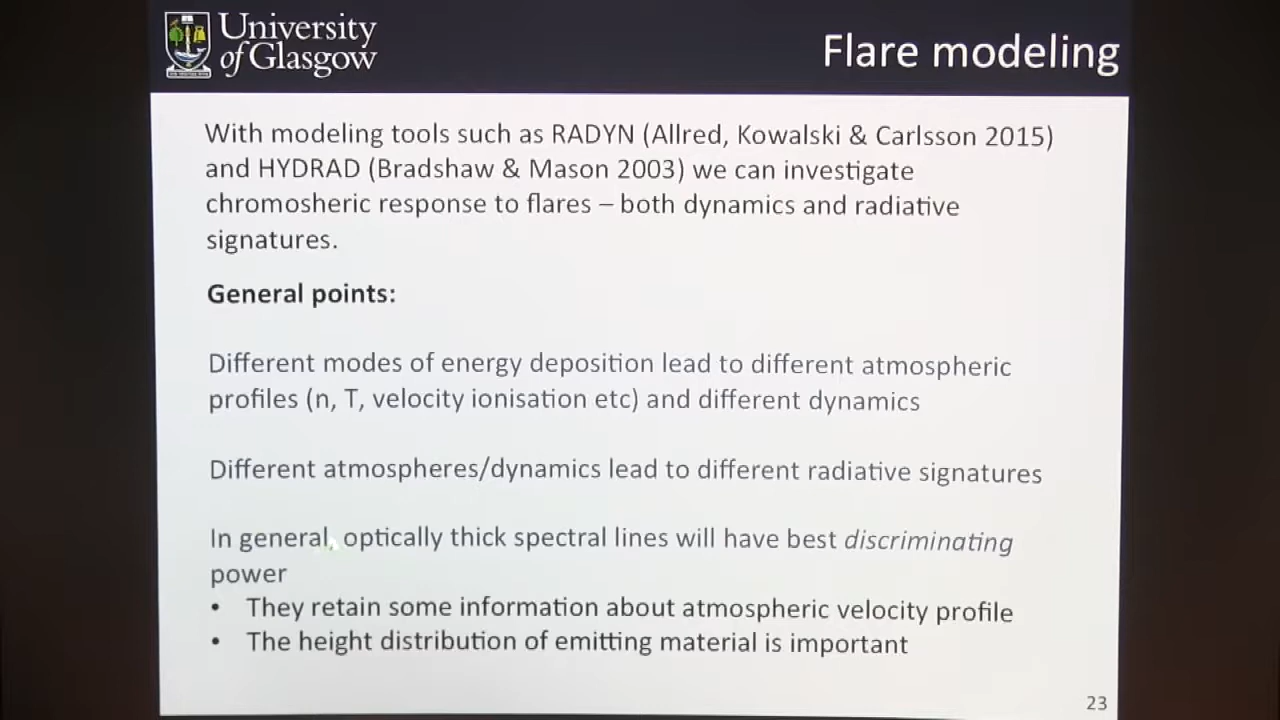 University
of Glasgow
Flare modeling
With modeling tools such as RADYN (Allred, Kowalski & Carlsson 2015)
and HYDRAD (Bradshaw & Mason 2003) we can investigate
chromosheric response to flares – both dynamics and radiative
signatures.
General points:
Different modes of energy deposition lead to different atmospheric
profiles (n, T, velocity ionisation etc) and different dynamics
Different atmospheres/dynamics lead to different radiative signatures
In general, optically thick spectral lines will have best discriminating
power
• They retain some information about atmospheric velocity profile
• The height distribution of emitting material is important
23